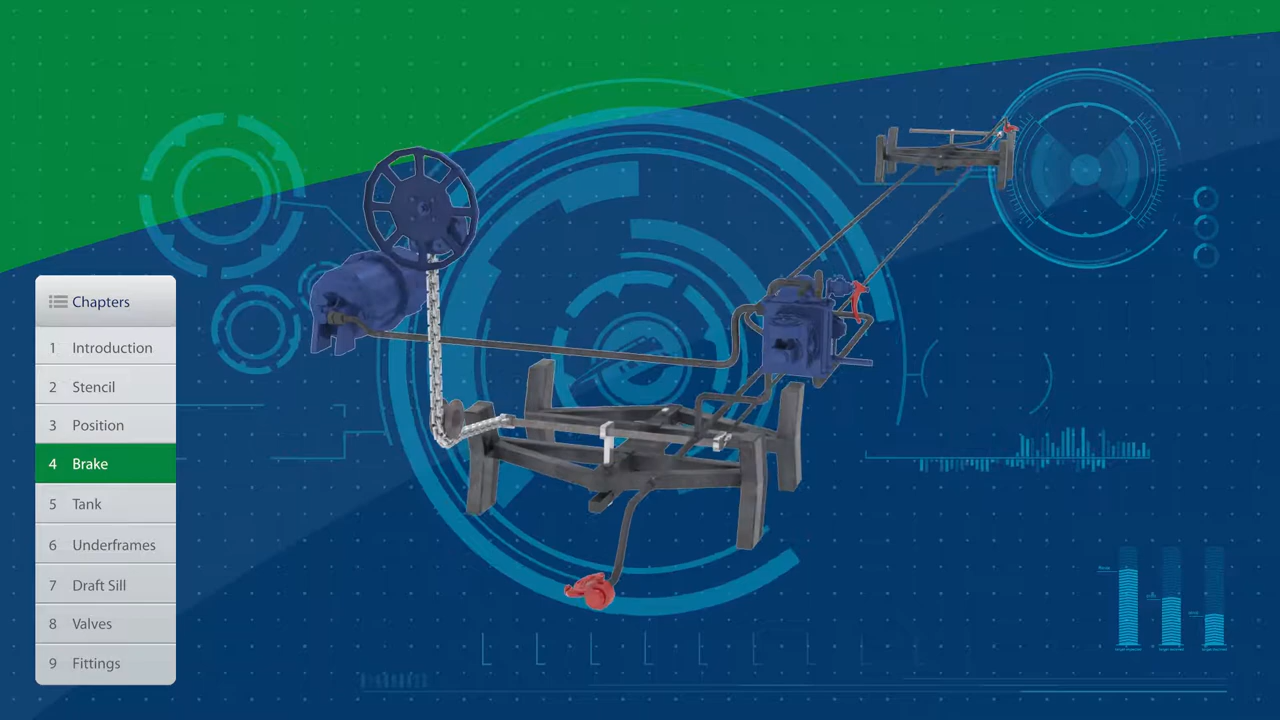 Chapters
1 Introduction
2 Stencil
3 Position
4 Brake
5 Tank
6 Underframes
7 Draft Sill
8 Valves
9 Fittings